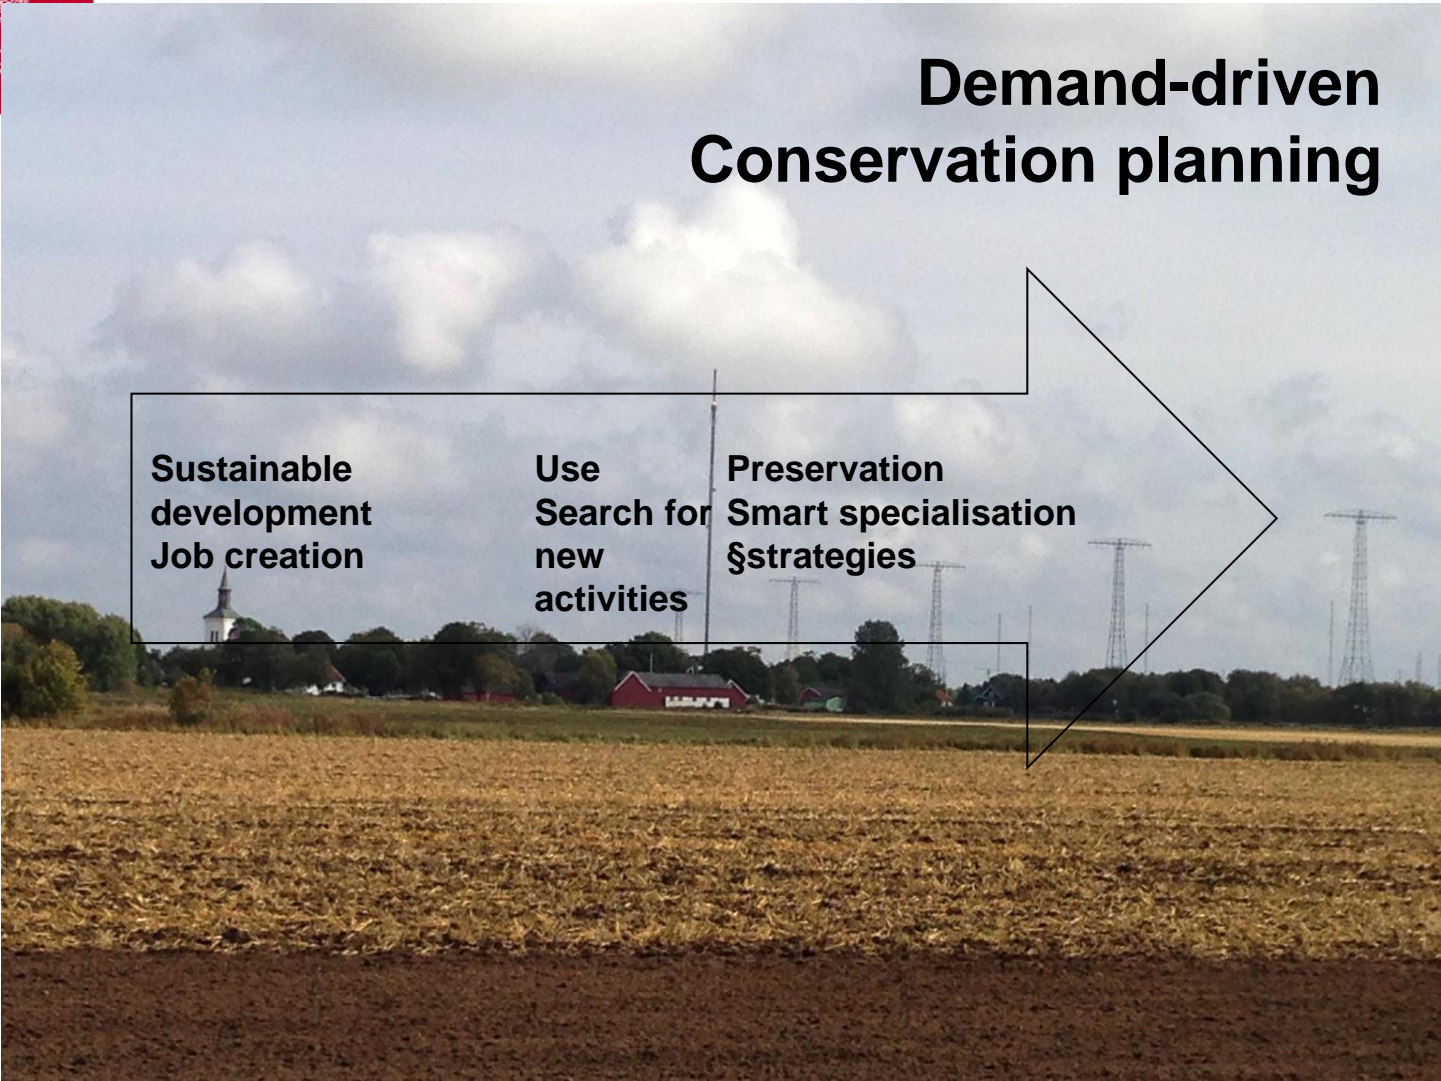 Demand-driven
Conservation planning
Sustainable
development
Job creation
Use
Search for
new
activities
Preservation
Smart specialisation
§strategies